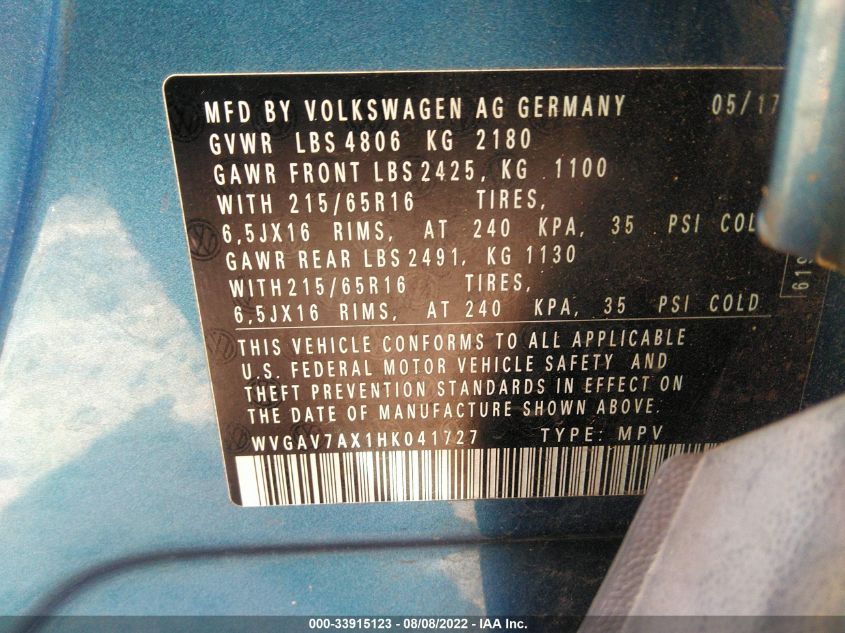 MFD BY VOLKSWAGEN AG GERMANY 05/17
GVWR LBS 4806 KG 2180
GAWR FRONT LBS 2425, KG 1100
WITH 215/65R16 TIRES,
6,5JX16 RIMS, AT 240 KPA, 35 PSI COL
GAWR REAR LBS 2491, KG 1130
WITH215/65R16 TIRES,
6,5JX16 RIMS, AT 240 KPA, 35 PSI COLD
THIS VEHICLE CONFORMS TO ALL APPLICABLE
U.S. FEDERAL MOTOR VEHICLE SAFETY AND
THEFT PREVENTION STANDARDS IN EFFECT ON
THE DATE OF MANUFACTURE SHOWN ABOVE.
WVGAV7AX1HK041727 TYPE: MPV
619
000-33915123 - 08/08/2022 - IAA Inc.